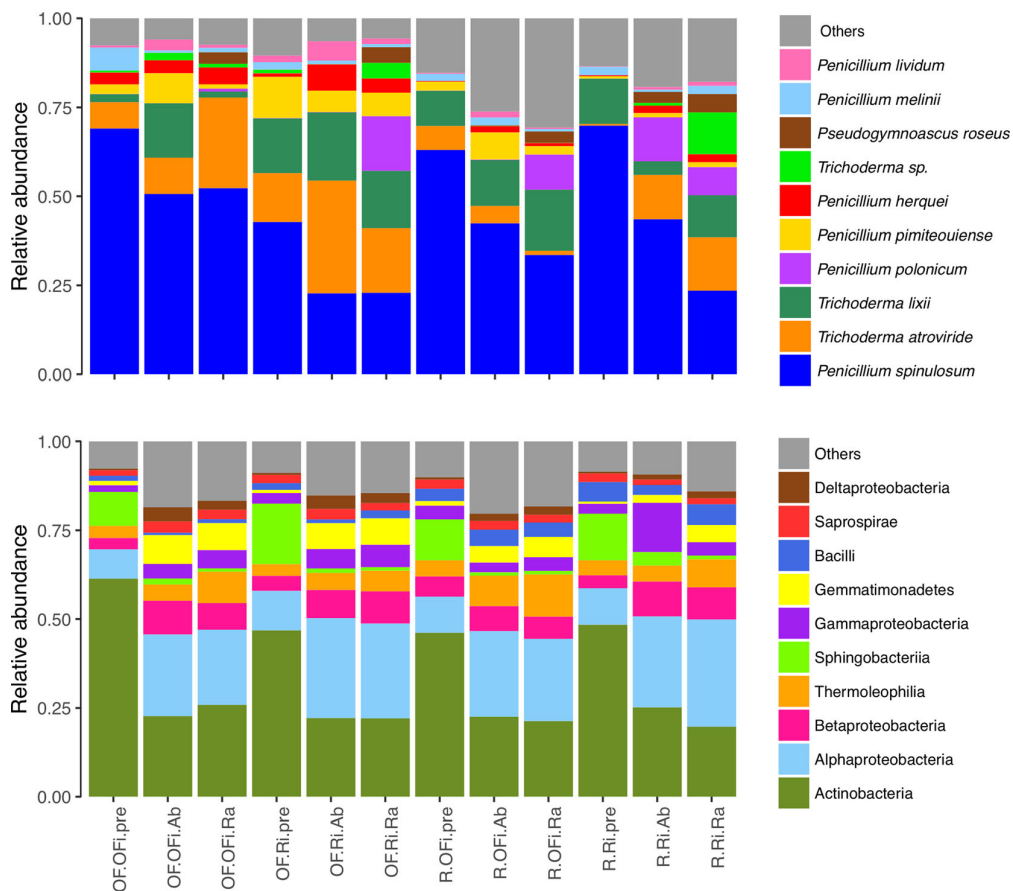 Relative abundance
1.00
0.75
0.50
0.25
0.00
Others
Penicillium lividum
Penicillium melinii
Pseudogymnoascus roseus
Trichoderma sp.
Penicillium herquei
Penicillium pimiteouiense
Penicillium polonicum
Trichoderma lixii
Trichoderma atroviride
Penicillium spinulosum
Relative abundance
1.00
0.75
0.50
0.25
0.00
Others
Deltaproteobacteria
Saprospirae
Bacilli
Gemmatimonadetes
Gammaproteobacteria
Sphingobacteriia
Thermoleophilia
Betaproteobacteria
Alphaproteobacteria
Actinobacteria
OF.OFi.pre
OF.OFi.Ab
OF.OFi.Ra
OF.Ri.pre
OF.Ri.Ab
OF.Ri.Ra
R.OFi.pre
R.OFi.Ab
R.OFi.Ra
R.Ri.pre
R.Ri.Ab
R.Ri.Ra